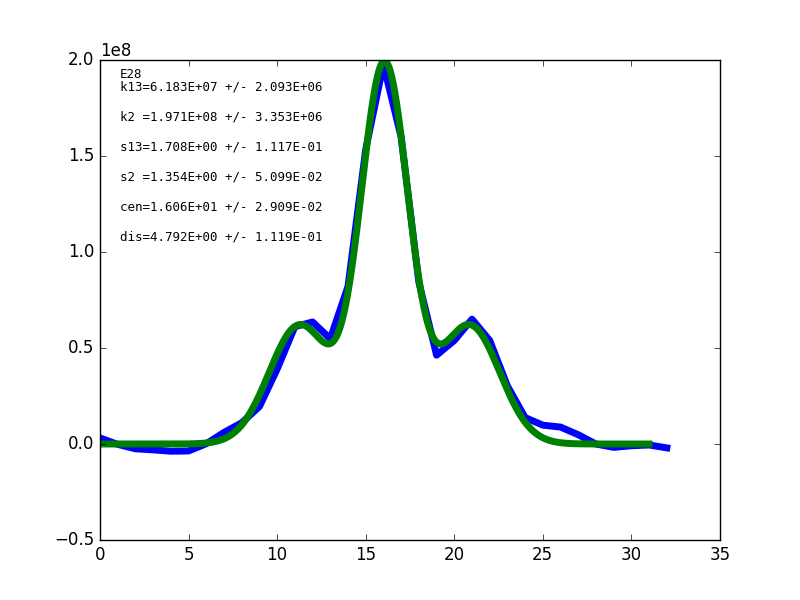 1e8
2.0
E28
k13=6.183E+07 +/- 2.093E+06
k2 =1.971E+08 +/- 3.353E+06
1.5
s13=1.708E+00 +/- 1.117E-01
s2 =1.354E+00 +/- 5.099E-02
cen=1.606E+01 +/- 2.909E-02
dis=4.792E+00 +/- 1.119E-01
1.0
0.5
0.0
−0.5
0 5 10 15 20 25 30 35